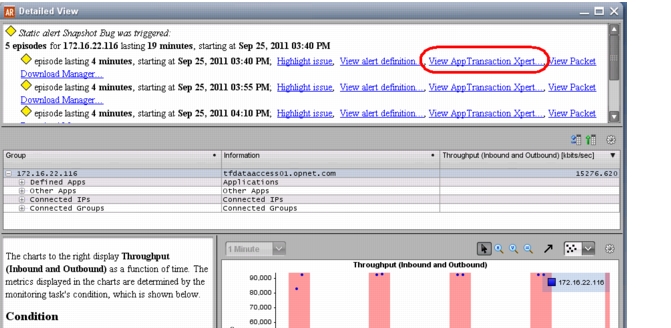 AR Detailed View
Static alert Snapshot Bug was triggered:
5 episodes for 172.16.22.116 lasting 19 minutes, starting at Sep 25, 2011 03:40 PM
episode lasting 4 minutes, starting at Sep 25, 2011 03:40 PM, Highlight issue, View alert definition..., View AppTransaction Xpert..., View Packet
Download Manager...
episode lasting 4 minutes, starting at Sep 25, 2011 03:55 PM, Highlight issue, View alert definition..., View AppTransaction Xpert..., View Packet
Download Manager...
episode lasting 4 minutes, starting at Sep 25, 2011 04:10 PM, Highlight issue, View alert definition..., View AppTransaction Xpert..., View Packet
Group Information Throughput (Inbound and Outbound) [kbits/sec]
172.16.22.116 tfdataaccess01.opnet.com 15276.620
Defined Apps Applications
Other Apps Other Apps
Connected IPs Connected IPs
Connected Groups Connected Groups
The charts to the right display Throughput
(Inbound and Outbound) as a function of time. The
metrics displayed in the charts are determined by the
monitoring task's condition, which is shown below.
Condition
1 Minute
Throughput (Inbound and Outbound)
90,000
80,000
70,000
60,000
172.16.22.116